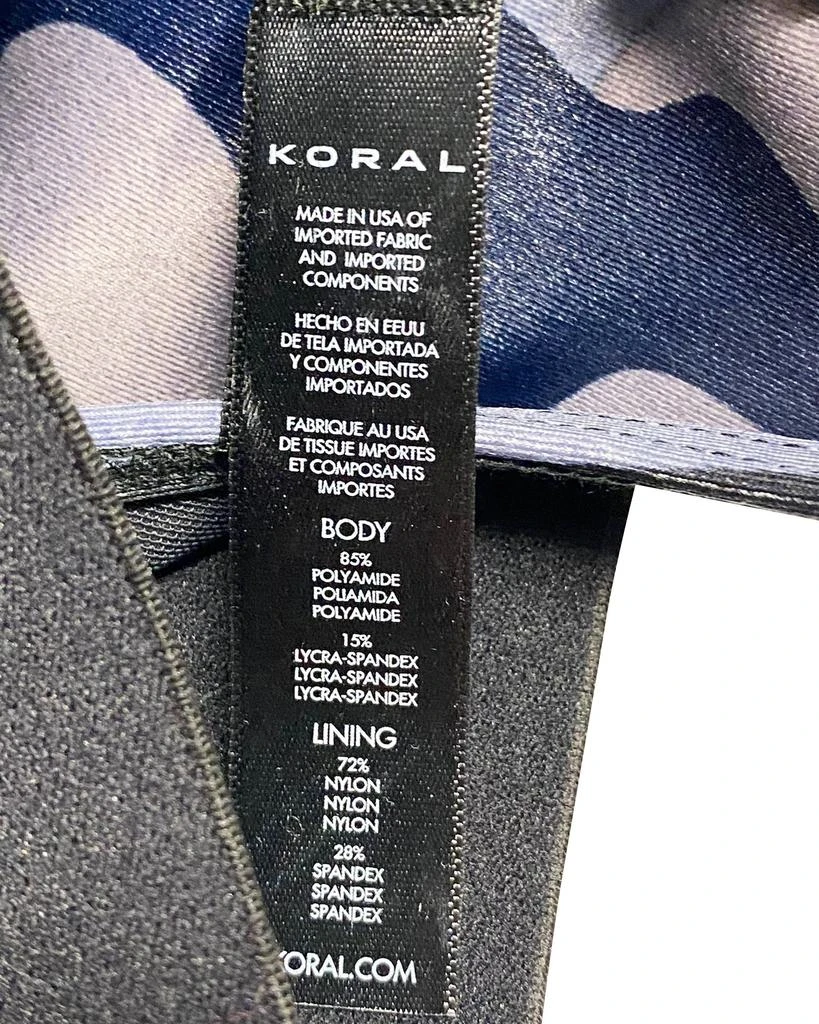 KORAL
MADE IN USA OF
IMPORTED FABRIC
AND IMPORTED
COMPONENTS
HECHO EN EEUU
DE TELA IMPORTADA
Y COMPONENTES
IMPORTADOS
FABRIQUE AU USA
DE TISSUE IMPORTES
ET COMPOSANTS
IMPORTES
BODY
85%
POLYAMIDE
POLIAMIDA
POLYAMIDE
15%
LYCRA-SPANDEX
LYCRA-SPANDEX
LYCRA-SPANDEX
LINING
72%
NYLON
NYLON
NYLON
28%
SPANDEX
SPANDEX
SPANDEX
KORAL.COM